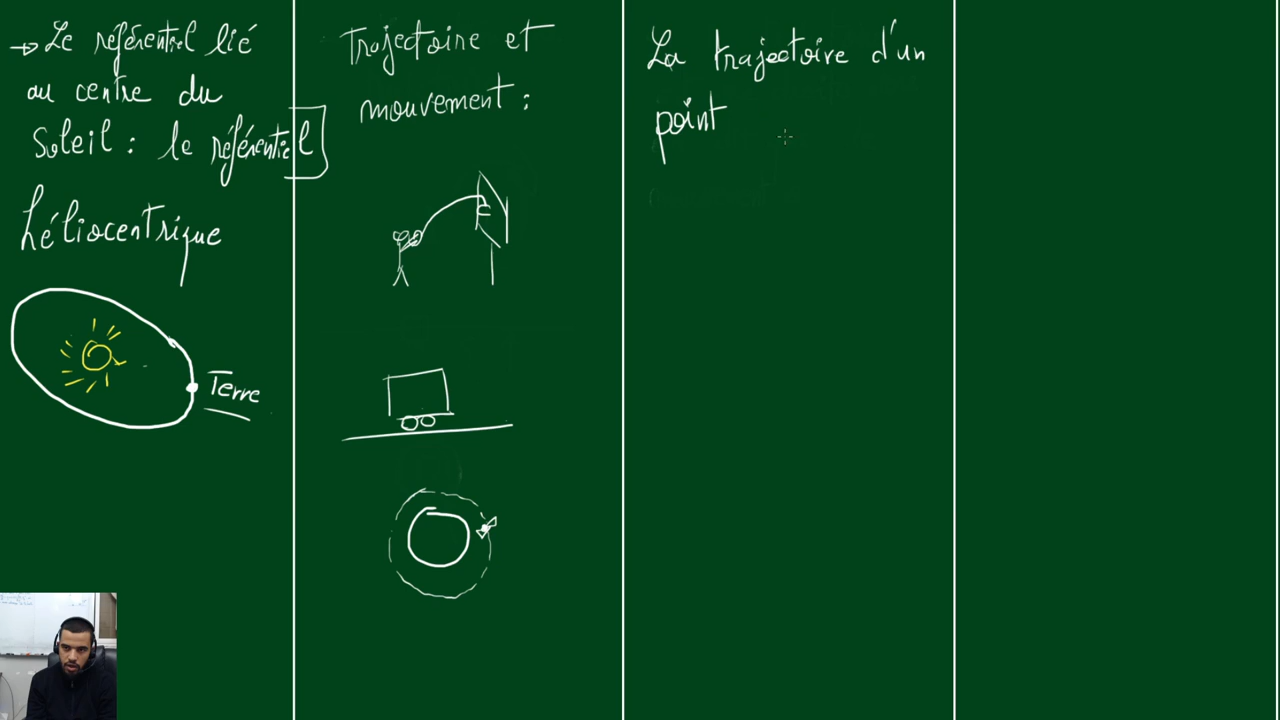 → Le référentiel lié
au centre du
Soleil : le référentiel
héliocentrique
Terre
Trajectoire et
mouvement :
La trajectoire d'un
point